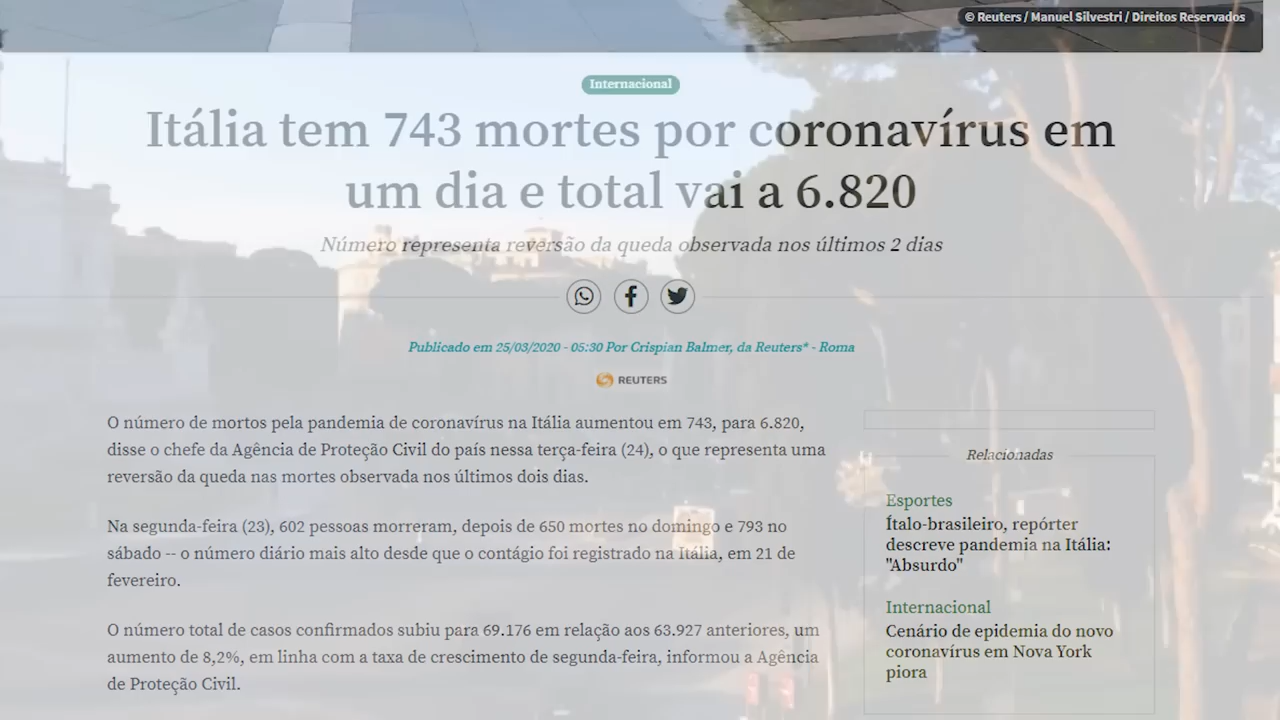 © Reuters / Manuel Silvestri / Direitos Reservados
Internacional
Itália tem 743 mortes por coronavírus em
um dia e total vai a 6.820
Número representa reversão da queda observada nos últimos 2 dias
Publicado em 25/03/2020 - 05:30 Por Crispian Balmer, da Reuters* - Roma
REUTERS
O número de mortos pela pandemia de coronavírus na Itália aumentou em 743, para 6.820,
disse o chefe da Agência de Proteção Civil do país nessa terça-feira (24), o que representa uma
reversão da queda nas mortes observada nos últimos dois dias.
Na segunda-feira (23), 602 pessoas morreram, depois de 650 mortes no domingo e 793 no
sábado -- o número diário mais alto desde que o contágio foi registrado na Itália, em 21 de
fevereiro.
O número total de casos confirmados subiu para 69.176 em relação aos 63.927 anteriores, um
aumento de 8,2%, em linha com a taxa de crescimento de segunda-feira, informou a Agência
de Proteção Civil.
Relacionadas
Esportes
Ítalo-brasileiro, repórter
descreve pandemia na Itália:
"Absurdo"
Internacional
Cenário de epidemia do novo
coronavírus em Nova York
piora